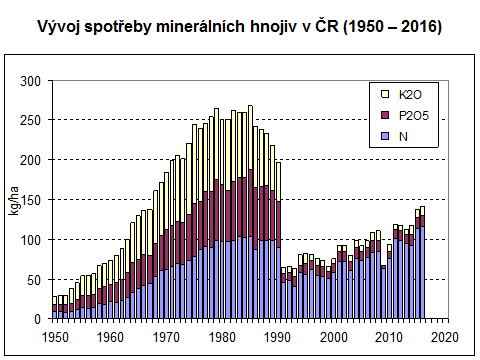 Vývoj spotřeby minerálních hnojiv v ČR (1950 – 2016)
300
250
200
150
100
50
0
kg/ha
K2O
P2O5
N
1950 1960 1970 1980 1990 2000 2010 2020